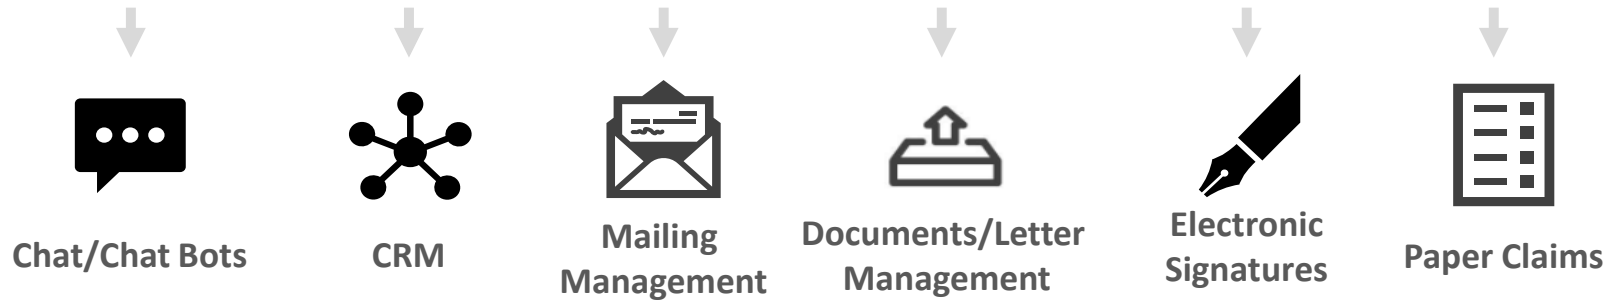 Chat/Chat Bots
CRM
Mailing
Management
Documents/Letter
Management
Electronic
Signatures
Paper Claims